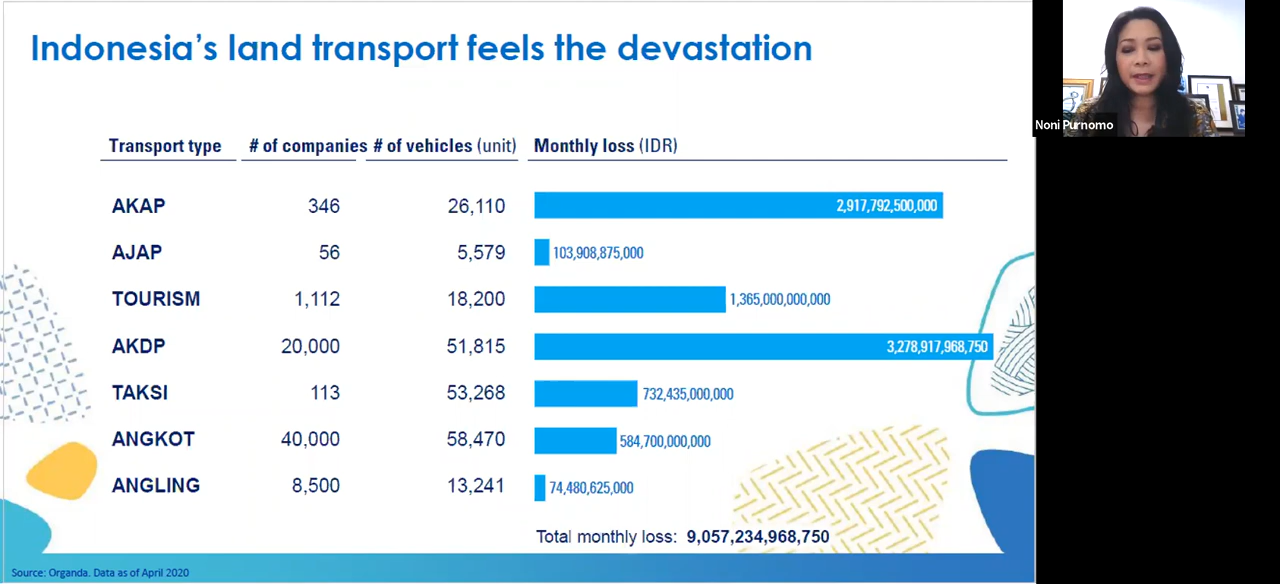 Indonesia's land transport feels the devastation
Noni Purnomo
Transport type # of companies # of vehicles (unit) Monthly loss (IDR)
AKAP 346 26,110 2,917,792,500,000
AJAP 56 5,579 103,908,875,000
TOURISM 1,112 18,200 1,365,000,000,000
AKDP 20,000 51,815 3,278,917,968,750
TAKSI 113 53,268 732,435,000,000
ANGKOT 40,000 58,470 584,700,000,000
ANGLING 8,500 13,241 74,480,625,000
Total monthly loss: 9,057,234,968,750
Source: Organda. Data as of April 2020